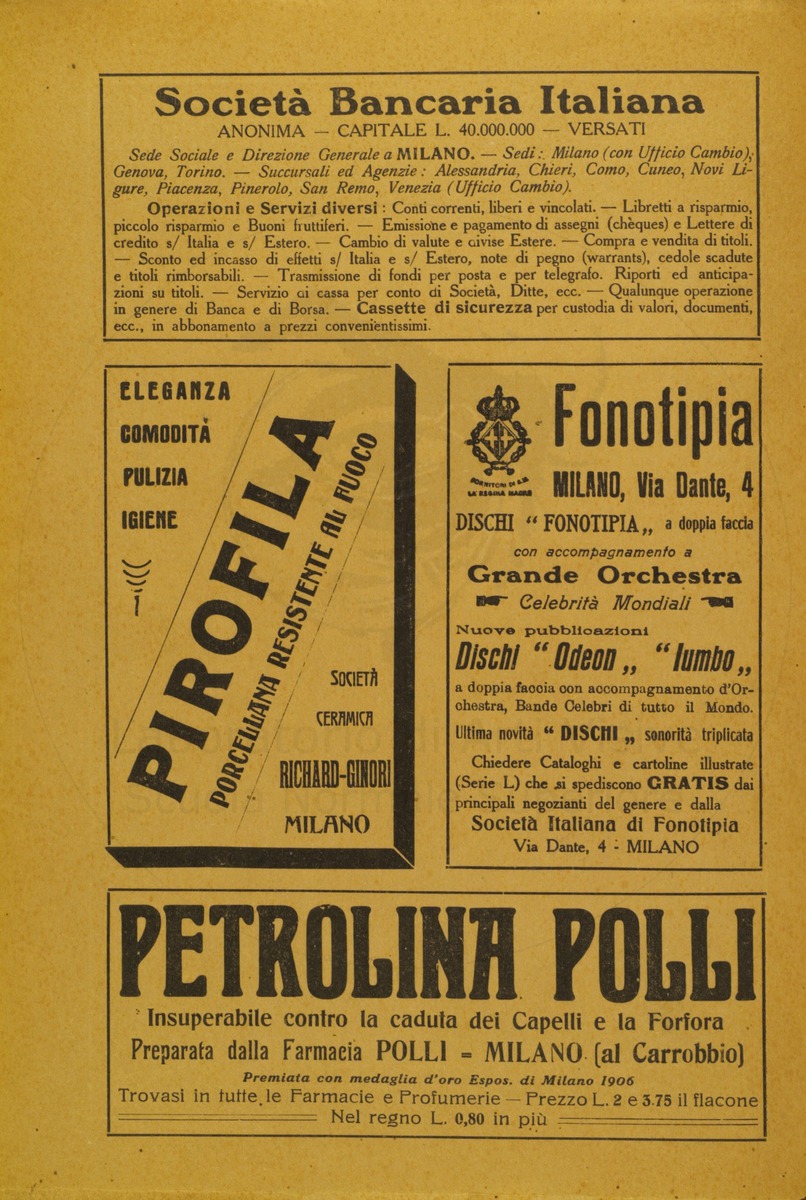 Società Bancaria Italiana
ANONIMA — CAPITALE L. 40.000.000 — VERSATI
Sede Sociale e Direzione Generale a MILANO. — Sedi: Milano (con Ufficio Cambio),
Genova, Torino. — Succursali ed Agenzie: Alessandria, Chieri, Como, Cuneo, Novi Li-
gure, Piacenza, Pinerolo, San Remo, Venezia (Ufficio Cambio).
Operazioni e Servizi diversi : Conti correnti, liberi e vincolati. — Libretti a risparmio,
piccolo risparmio e Buoni fruttiferi. — Emissione e pagamento di assegni (chèques) e Lettere di
credito s/ Italia e s/ Estero. — Cambio di valute e divise Estere. — Compra e vendita di titoli.
— Sconto ed incasso di effetti s/ Italia e s/ Estero, note di pegno (warrants), cedole scadute
e titoli rimborsabili. — Trasmissione di fondi per posta e per telegrafo. Riporti ed anticipa-
zioni su titoli. — Servizio di cassa per conto di Società, Ditte, ecc. — Qualunque operazione
in genere di Banca e di Borsa. — Cassette di sicurezza per custodia di valori, documenti,
ecc., in abbonamento a prezzi convenientissimi.
ELEGANZA
COMODITÀ
PULIZIA
IGIENE
PIROFILA
PORCELLANA RESISTENTE AL FUOCO
SOCIETÀ
CERAMICA
RICHARD-GINORI
MILANO
Fonotipia
FORNITORI DI S.M.
LA REGINA MADRE
MILANO, Via Dante, 4
DISCHI “ FONOTIPIA „ a doppia faccia
con accompagnamento a
Grande Orchestra
Celebrità Mondiali
Nuove pubblicazioni
Dischi “ Odeon „ “ Iumbo „
a doppia faccia con accompagnamento d'Or-
chestra, Bande Celebri di tutto il Mondo.
Ultima novità “ DISCHI „ sonorità triplicata
Chiedere Cataloghi e cartoline illustrate
(Serie L) che si spediscono GRATIS dai
principali negozianti del genere e dalla
Società Italiana di Fonotipia
Via Dante, 4 - MILANO
PETROLINA POLLI
Insuperabile contro la caduta dei Capelli e la Forfora
Preparata dalla Farmacia POLLI = MILANO (al Carrobbio)
Premiata con medaglia d'oro Espos. di Milano 1906
Trovasi in tutte le Farmacie e Profumerie — Prezzo L. 2 e 3.75 il flacone
Nel regno L. 0,80 in più